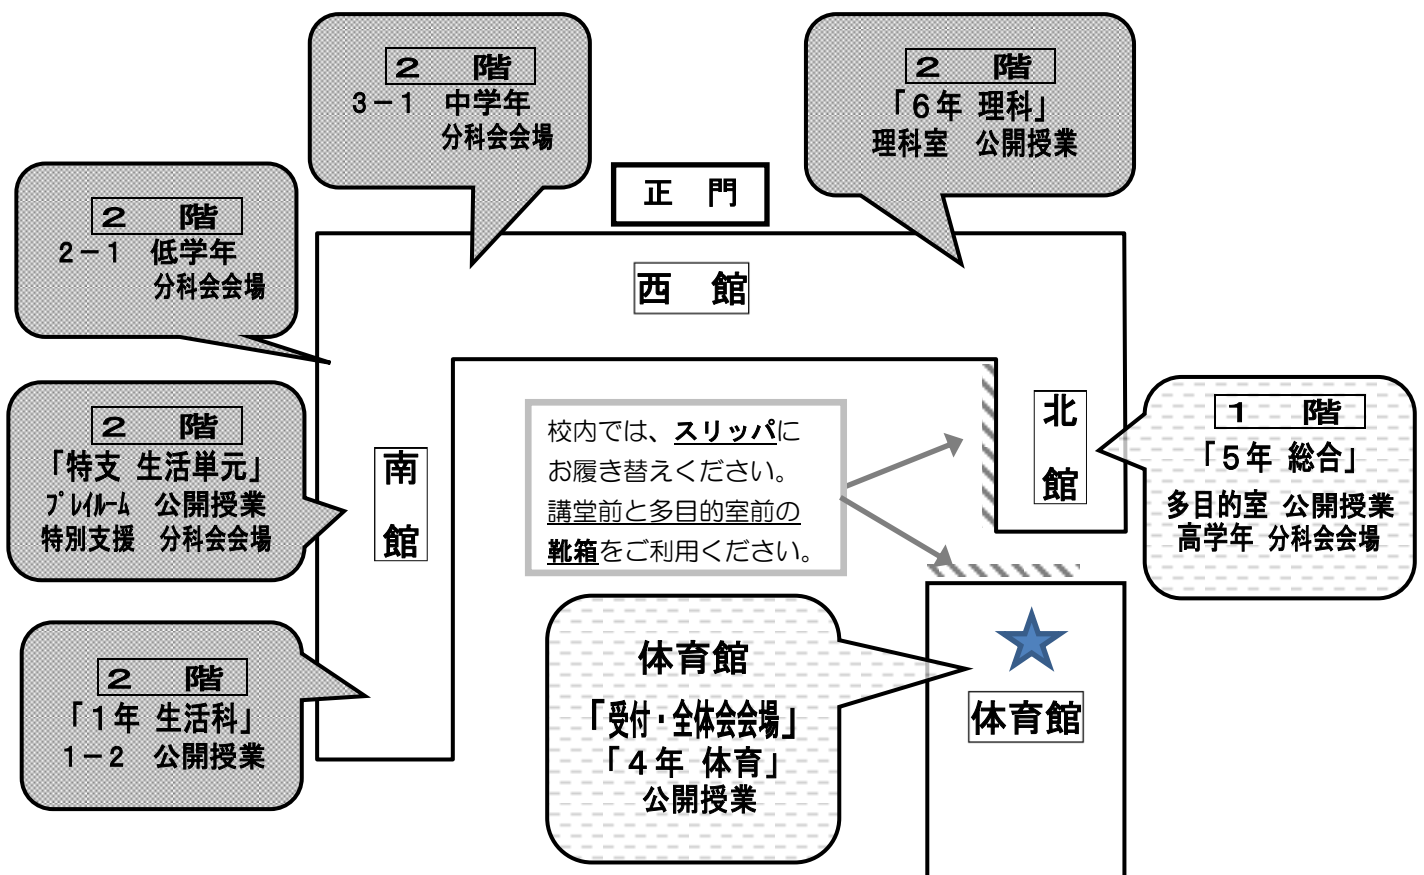 2 階
3－1 中学年
分科会会場
2 階
「6年 理科」
理科室 公開授業
正 門
2 階
2－1 低学年
分科会会場
西 館
2 階
「特支 生活単元」
プレイルーム 公開授業
特別支援 分科会会場
南
館
校内では、スリッパに
お履き替えください。
講堂前と多目的室前の
靴箱をご利用ください。
北
館
1 階
「5年 総合」
多目的室 公開授業
高学年 分科会会場
2 階
「1年 生活科」
1－2 公開授業
体育館
「受付・全体会会場」
「4年 体育」
公開授業
体育館